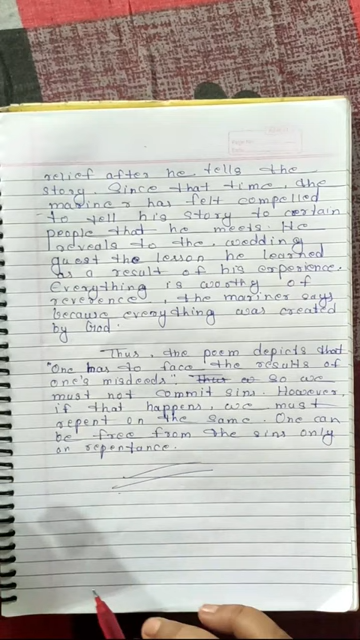 relief after he tells the
story. Since that time, the
mariner has felt compelled
to tell his story to certain
people that he meets. He
reveals to the wedding
guest the lesson he learned
as a result of his experience.
Everything is worthy of
reverence, the mariner says
because everything was created
by God.
Thus, the poem depicts that
"One has to face the results of
one's misdeeds". So we
must not commit sins. However,
if that happens, we must
repent on the same. One can
be free from the sins only
on repentance.